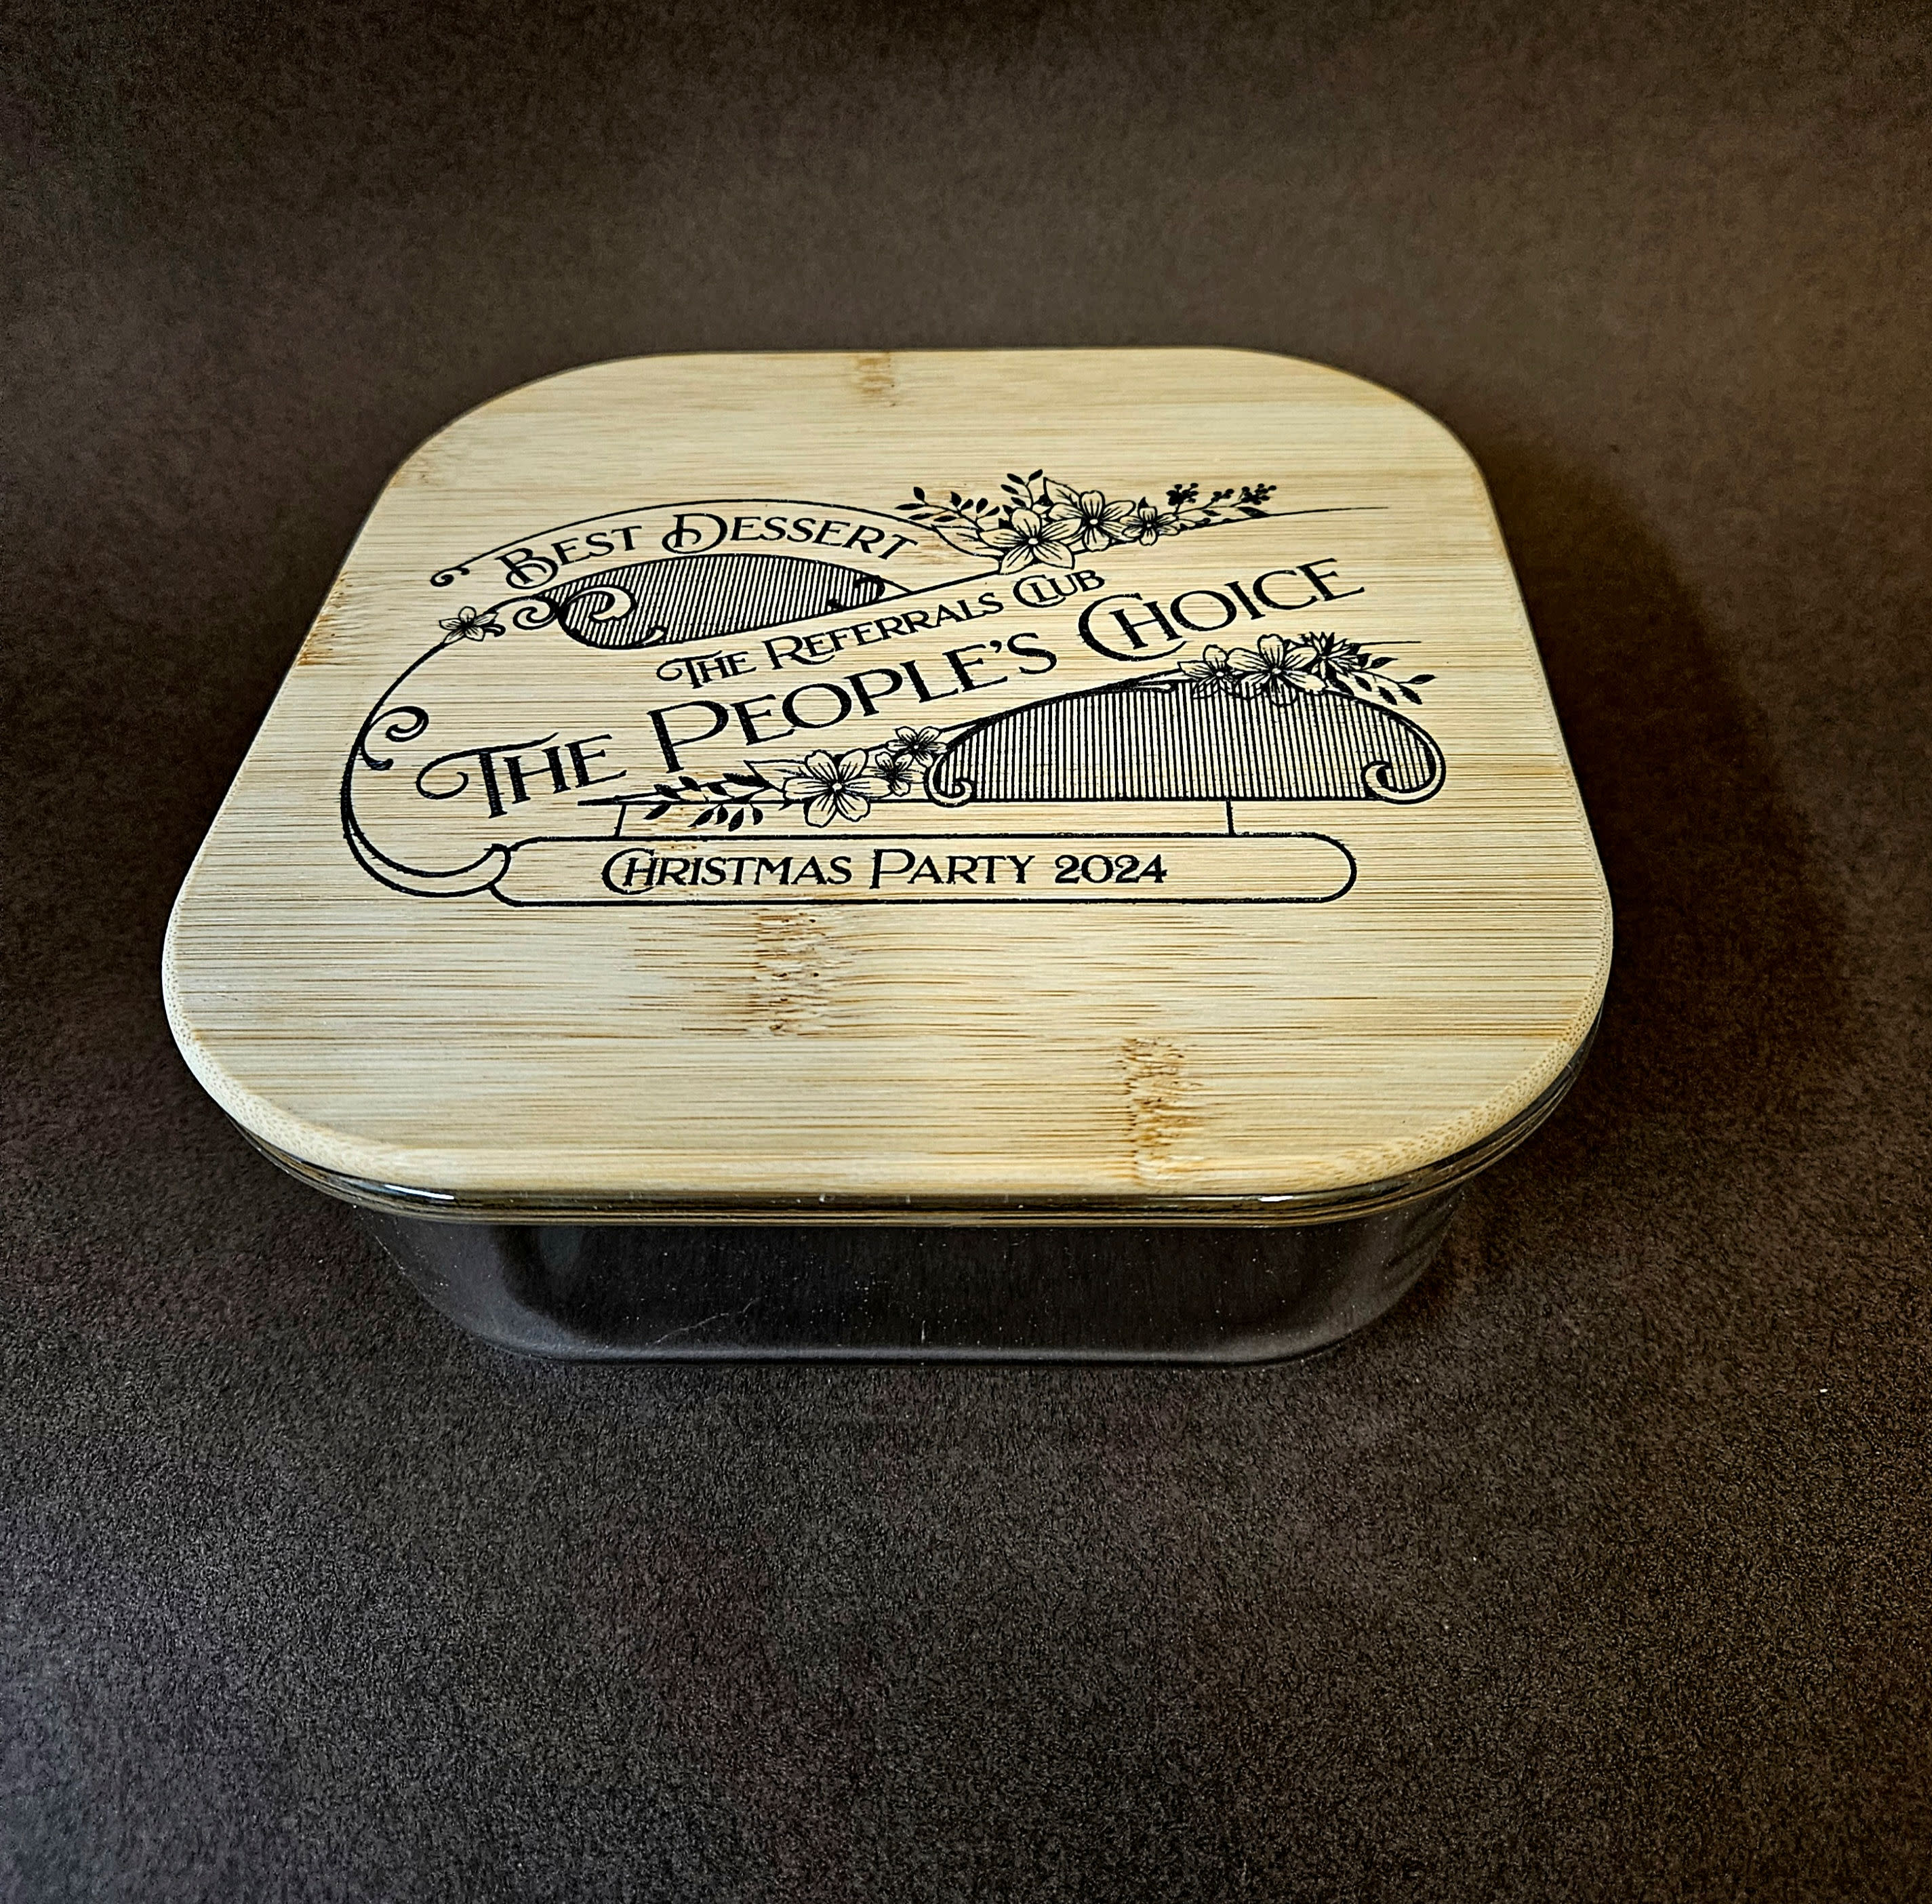 Best Dessert
The Referrals Club
The People's Choice
Christmas Party 2024